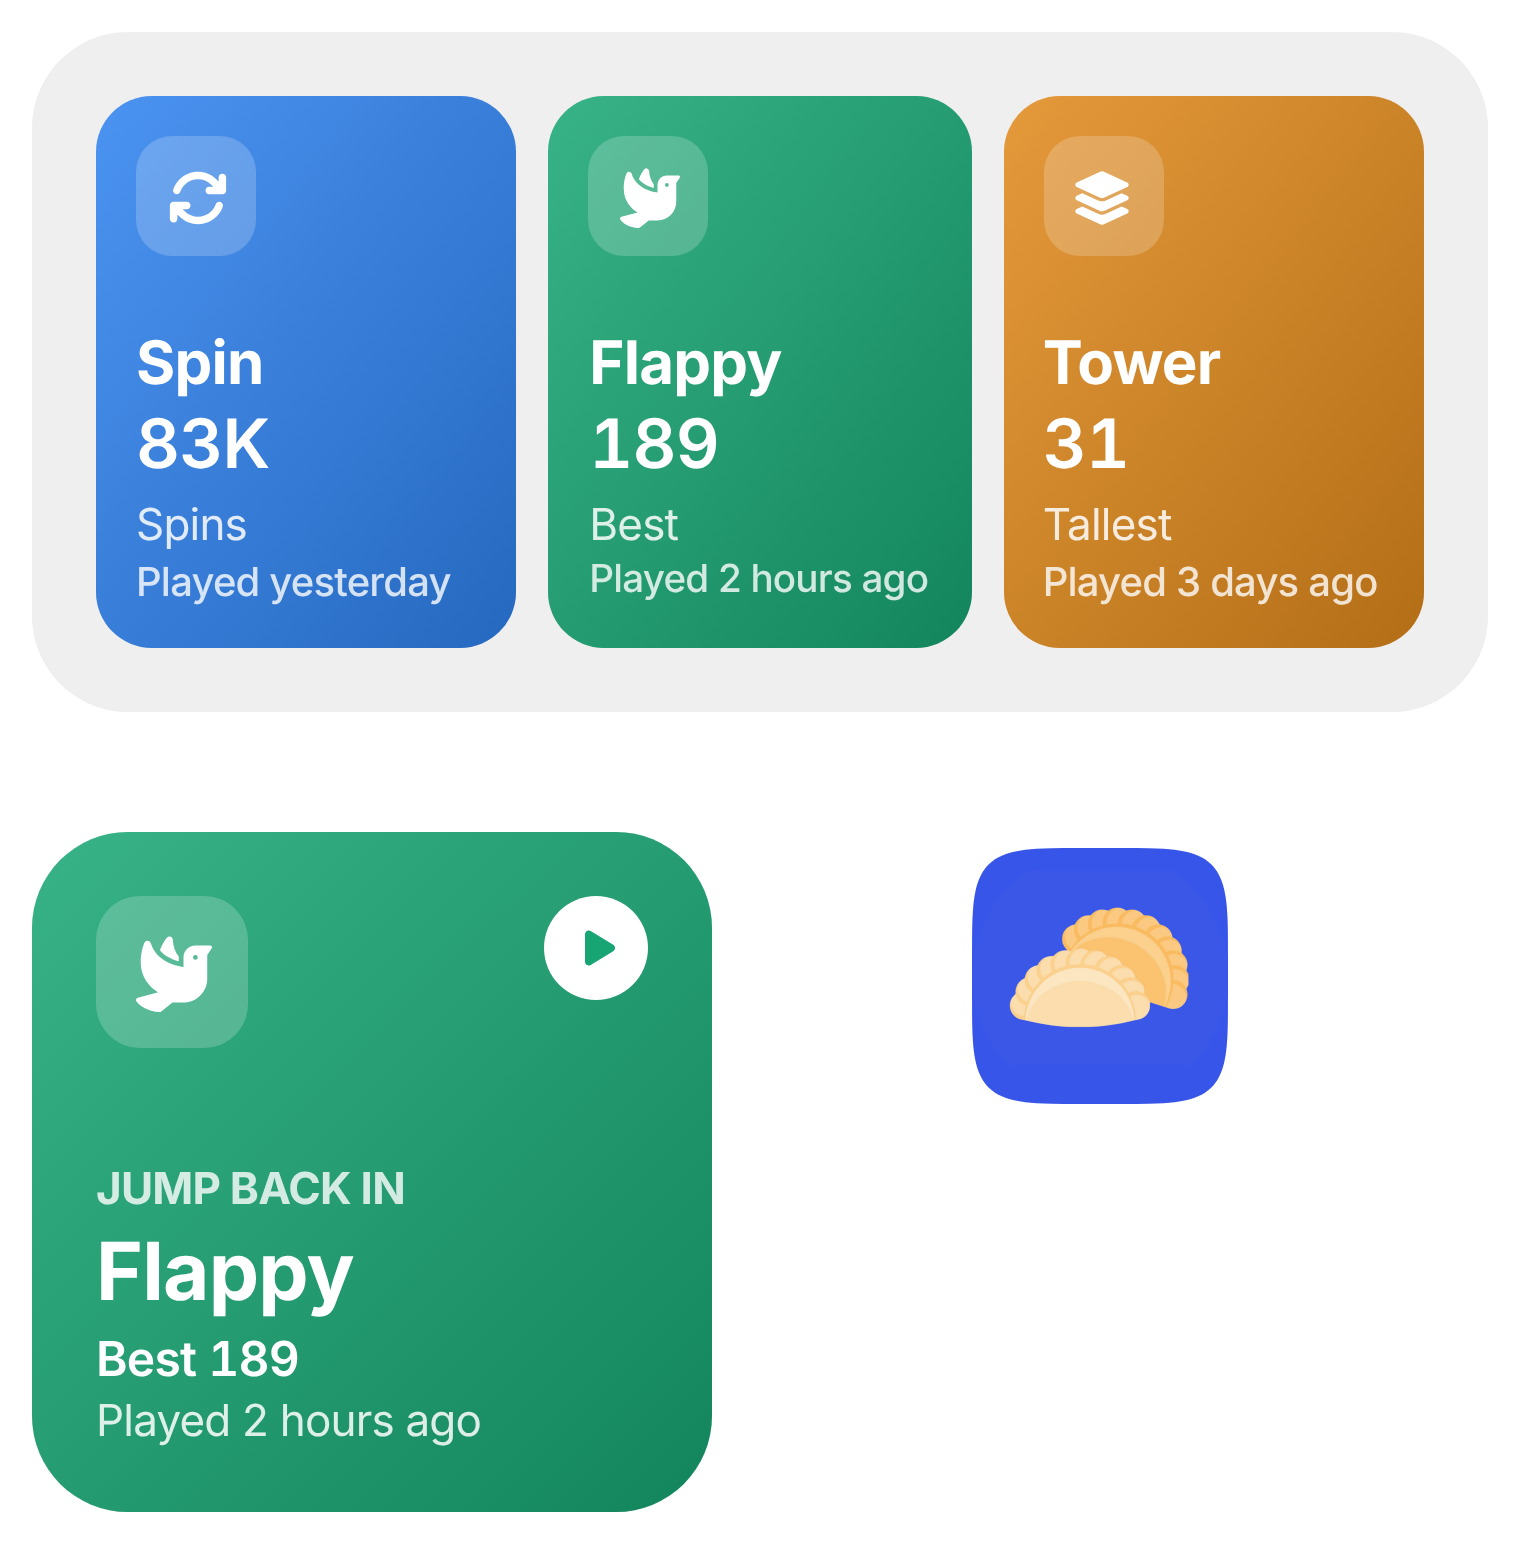 Spin
83K
Spins
Played yesterday
Flappy
189
Best
Played 2 hours ago
Tower
31
Tallest
Played 3 days ago
JUMP BACK IN
Flappy
Best 189
Played 2 hours ago